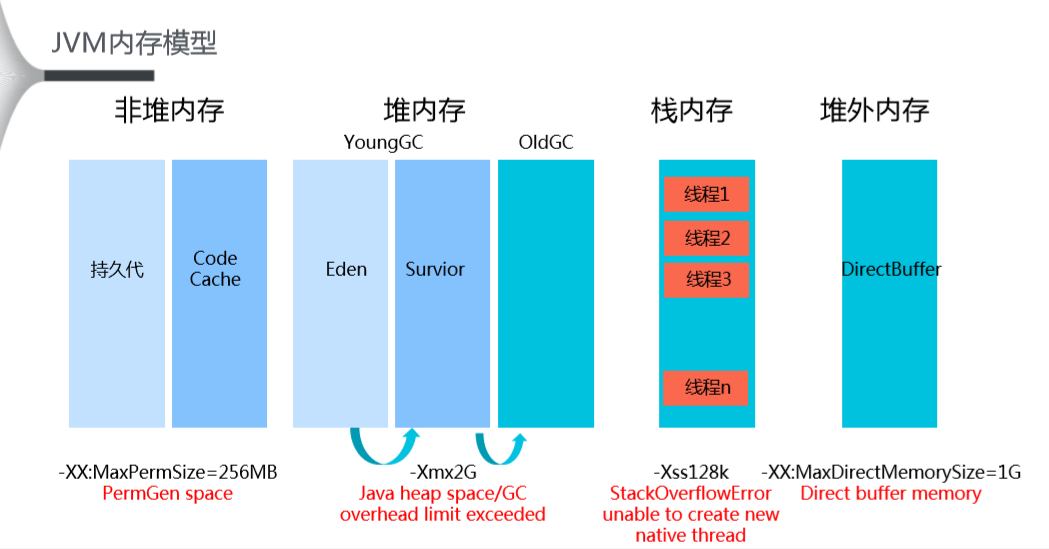 JVM内存模型
非堆内存
堆内存
栈内存
堆外内存
YoungGC
OldGC
持久代
Code
Cache
Eden
Survior
线程1
线程2
线程3
线程n
DirectBuffer
-XX:MaxPermSize=256MB
PermGen space
-Xmx2G
Java heap space/GC
overhead limit exceeded
-Xss128k
StackOverflowError
unable to create new
native thread
-XX:MaxDirectMemorySize=1G
Direct buffer memory